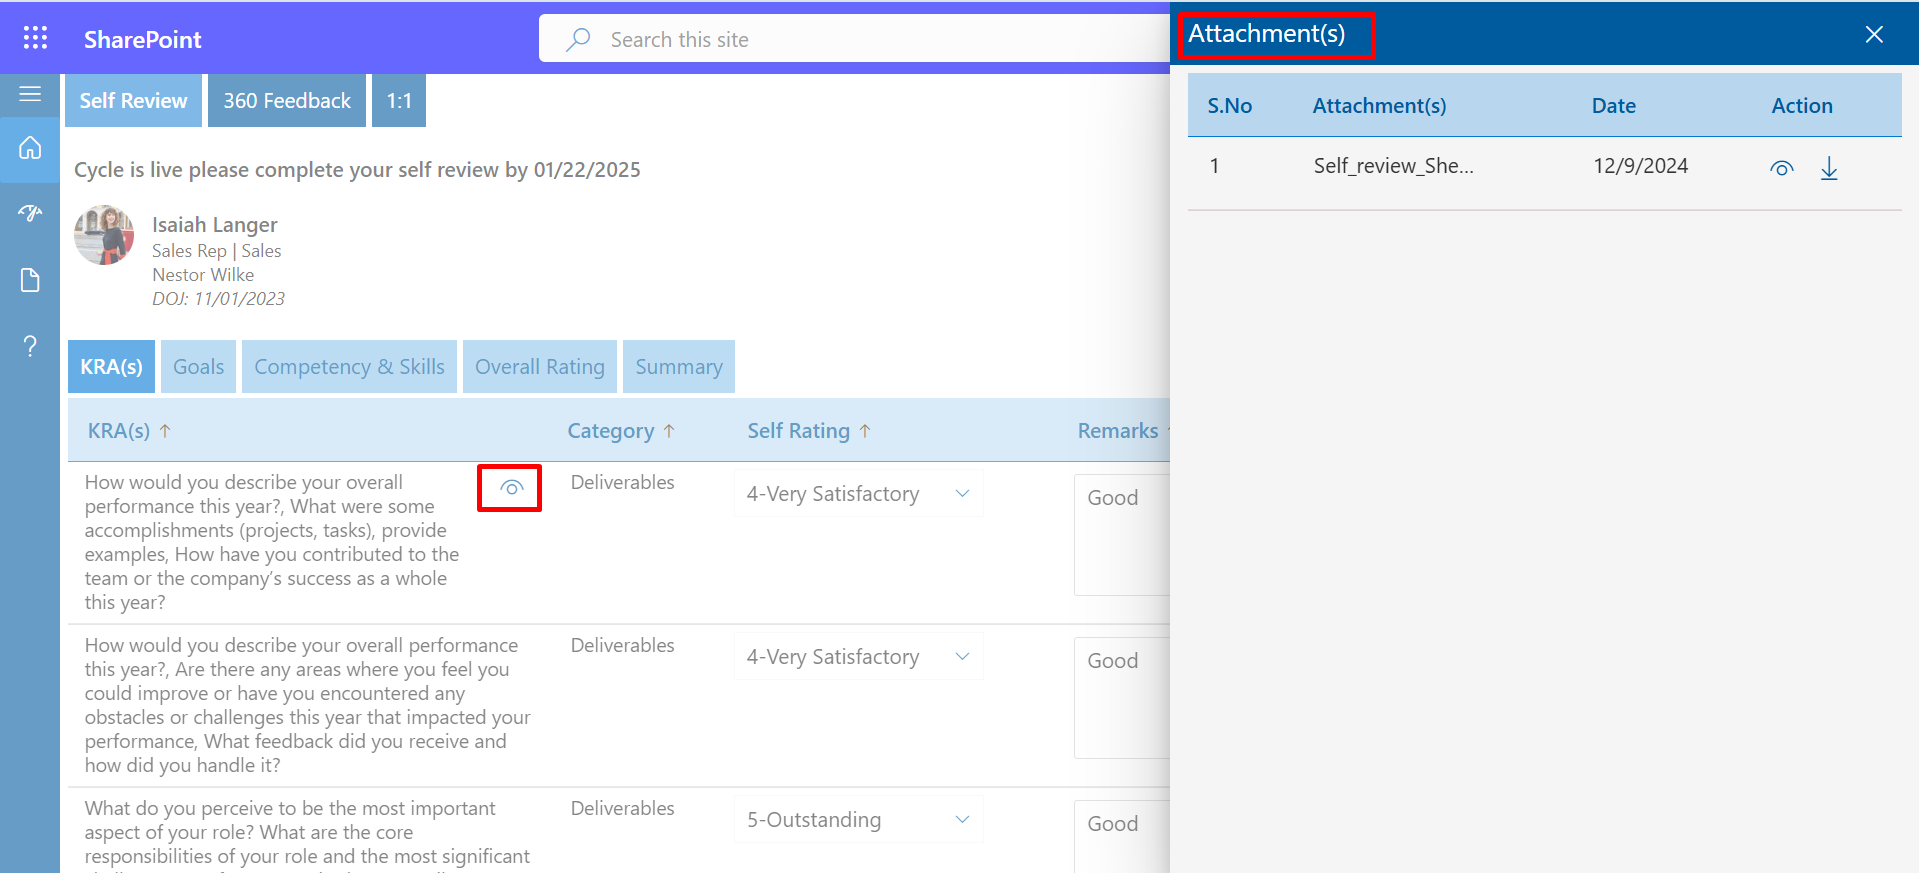 SharePoint
Search this site
Attachment(s)
Self Review
360 Feedback
1:1
S.No
Attachment(s)
Date
Action
1
Self_review_She...
12/9/2024
Cycle is live please complete your self review by 01/22/2025
Isaiah Langer
Sales Rep | Sales
Nestor Wilke
DOJ: 11/01/2023
KRA(s)
Goals
Competency & Skills
Overall Rating
Summary
KRA(s)
Category
Self Rating
Remarks
How would you describe your overall
performance this year?, What were some
accomplishments (projects, tasks), provide
examples, How have you contributed to the
team or the company’s success as a whole
this year?
Deliverables
4-Very Satisfactory
Good
How would you describe your overall performance
this year?, Are there any areas where you feel you
could improve or have you encountered any
obstacles or challenges this year that impacted your
performance, What feedback did you receive and
how did you handle it?
Deliverables
4-Very Satisfactory
Good
What do you perceive to be the most important
aspect of your role? What are the core
responsibilities of your role and the most significant
Deliverables
5-Outstanding
Good